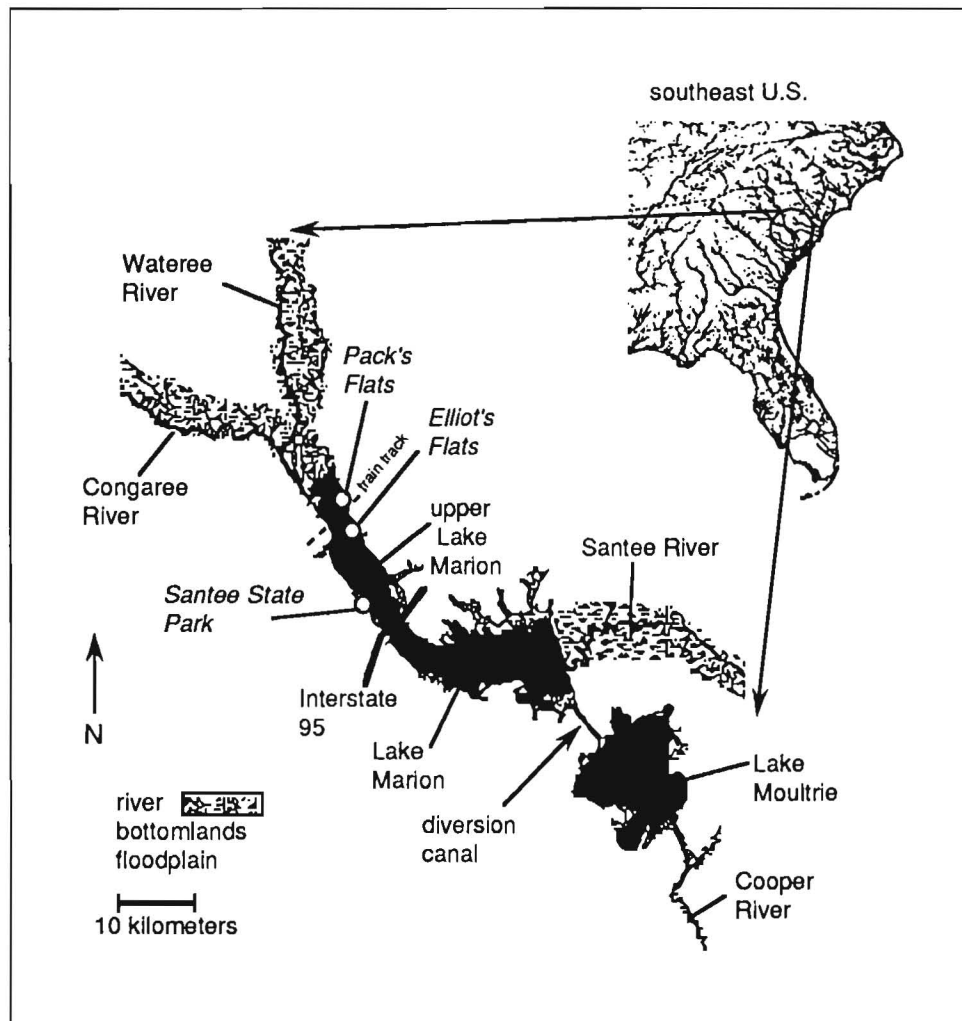 southeast U.S.
Wateree
River
Pack's
Flats
Elliot's
Flats
train track
Congaree
River
upper
Lake
Marion
Santee River
Santee State
Park
N
Interstate
95
Lake
Marion
Lake
Moultrie
diversion
canal
river
bottomlands
floodplain
Cooper
River
10 kilometers